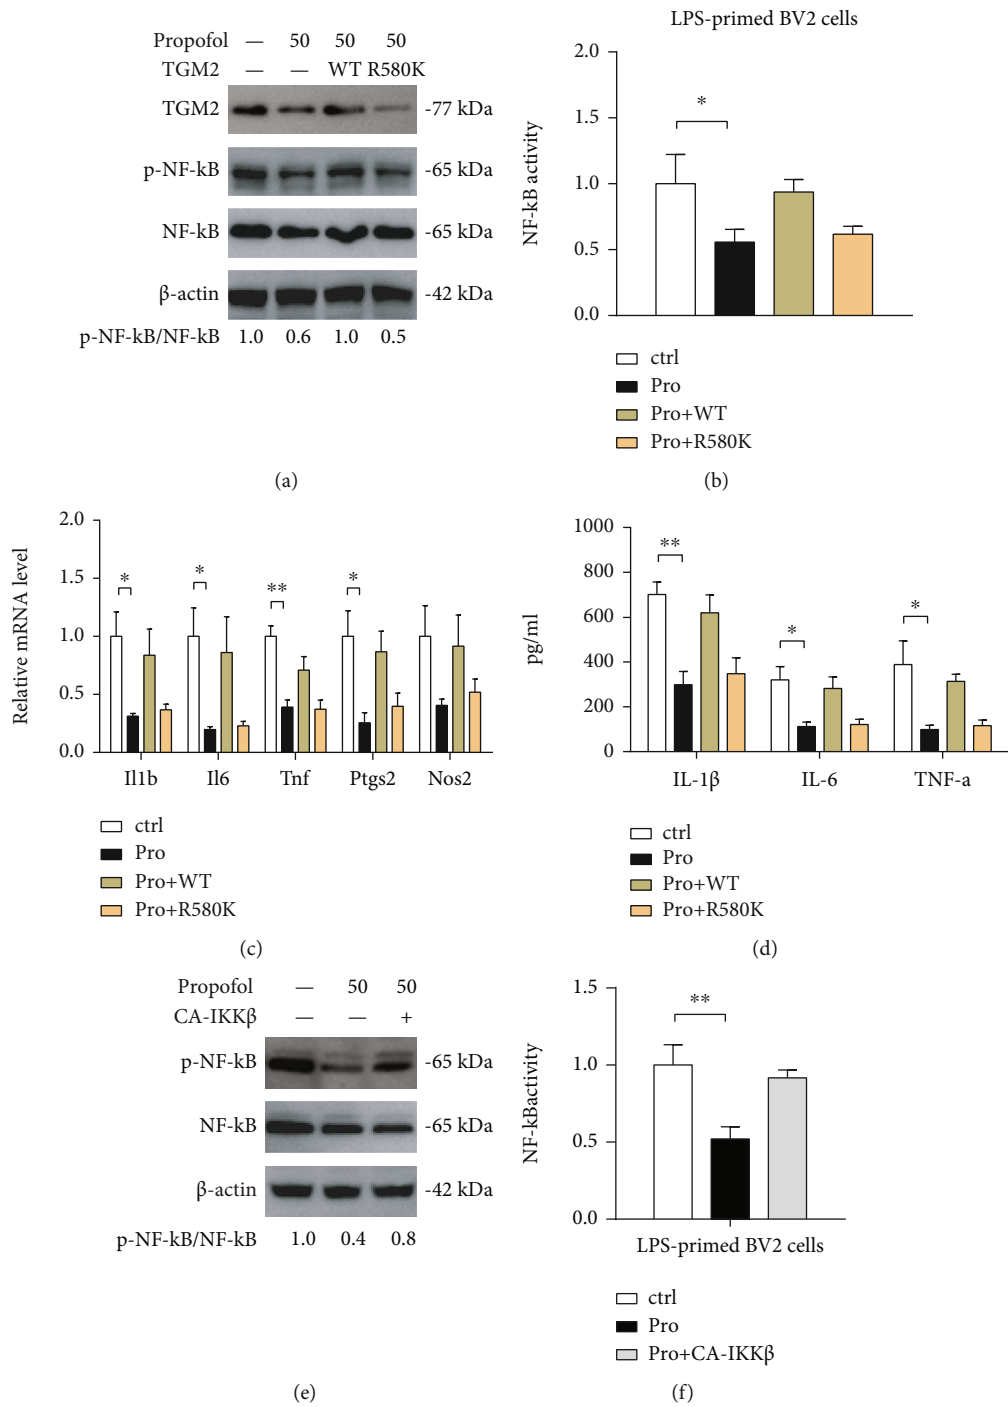 Propofol — 50 50 50
TGM2 — — WT R580K
TGM2 -77 kDa
p-NF-kB -65 kDa
NF-kB -65 kDa
β-actin -42 kDa
p-NF-kB/NF-kB 1.0 0.6 1.0 0.5
(a)
LPS-primed BV2 cells
NF-kB activity
2.0
1.5
1.0
0.5
0.0
*
ctrl
Pro
Pro+WT
Pro+R580K
(b)
Relative mRNA level
2.0
1.5
1.0
0.5
0.0
* * ** *
Il1b Il6 Tnf Ptgs2 Nos2
ctrl
Pro
Pro+WT
Pro+R580K
(c)
pg/ml
1000
800
600
400
200
0
** * *
IL-1β IL-6 TNF-a
ctrl
Pro
Pro+WT
Pro+R580K
(d)
Propofol — 50 50
CA-IKKβ — — +
p-NF-kB -65 kDa
NF-kB -65 kDa
β-actin -42 kDa
p-NF-kB/NF-kB 1.0 0.4 0.8
(e)
NF-kBactivity
1.5
1.0
0.5
0.0
**
LPS-primed BV2 cells
ctrl
Pro
Pro+CA-IKKβ
(f)